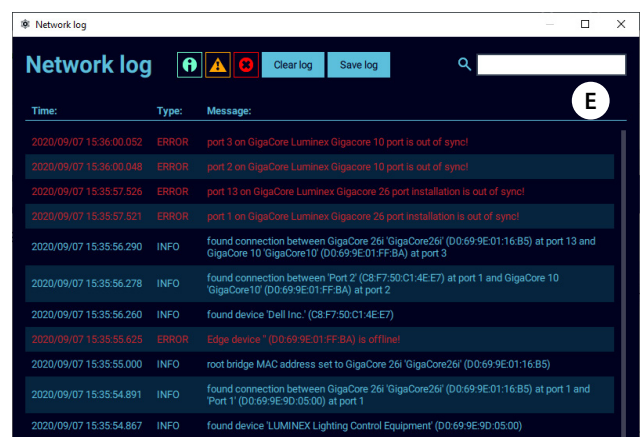 Network log
Network log Clear log Save log
E
Time: Type: Message:
2020/09/07 15:36:00.052 ERROR port 3 on GigaCore Luminex Gigacore 10 port is out of sync!
2020/09/07 15:36:00.048 ERROR port 2 on GigaCore Luminex Gigacore 10 port is out of sync!
2020/09/07 15:35:57.526 ERROR port 13 on GigaCore Luminex Gigacore 26 port installation is out of sync!
2020/09/07 15:35:57.521 ERROR port 1 on GigaCore Luminex Gigacore 26 port installation is out of sync!
2020/09/07 15:35:56.290 INFO found connection between GigaCore 26i 'GigaCore26i' (D0:69:9E:01:16:B5) at port 13 and
GigaCore 10 'GigaCore10' (D0:69:9E:01:FF:BA) at port 3
2020/09/07 15:35:56.278 INFO found connection between 'Port 2' (C8:F7:50:C1:4E:E7) at port 1 and GigaCore 10
'GigaCore10' (D0:69:9E:01:FF:BA) at port 2
2020/09/07 15:35:56.260 INFO found device 'Dell Inc.' (C8:F7:50:C1:4E:E7)
2020/09/07 15:35:55.625 ERROR Edge device '' (D0:69:9E:01:FF:BA) is offline!
2020/09/07 15:35:55.000 INFO root bridge MAC address set to GigaCore 26i 'GigaCore26i' (D0:69:9E:01:16:B5)
2020/09/07 15:35:54.891 INFO found connection between GigaCore 26i 'GigaCore26i' (D0:69:9E:01:16:B5) at port 1 and
'Port 1' (D0:69:9E:9D:05:00) at port 1
2020/09/07 15:35:54.867 INFO found device 'LUMINEX Lighting Control Equipment' (D0:69:9E:9D:05:00)